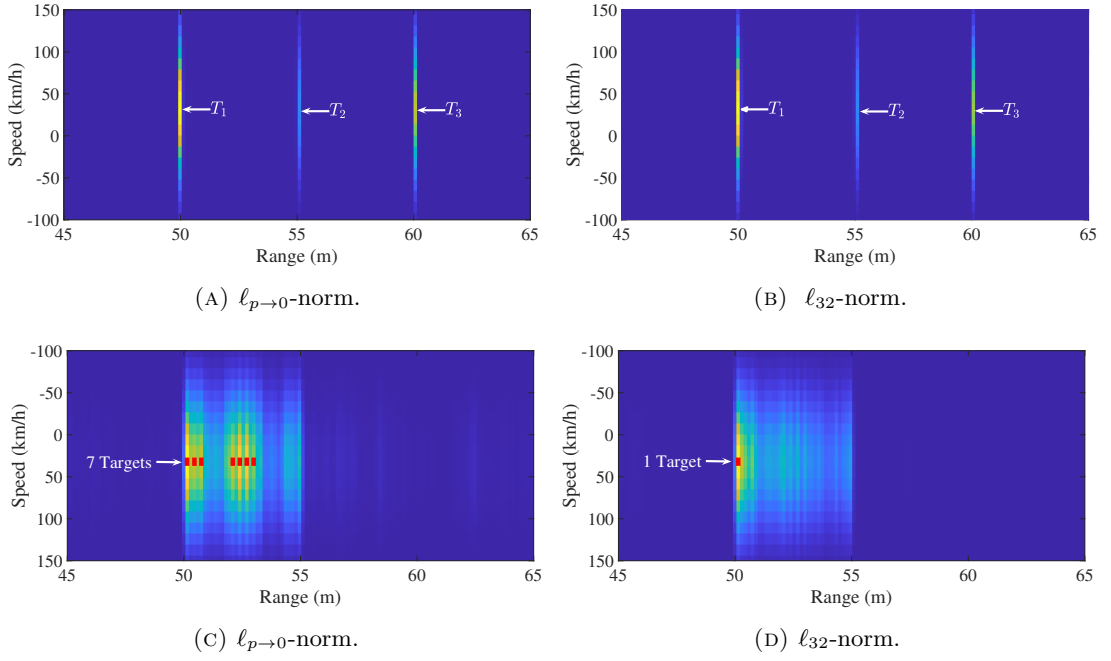 150
100
50
0
-50
-100
Speed (km/h)
T1
T2
T3
45 50 55 60 65
Range (m)
(A) ℓp→0-norm.
150
100
50
0
-50
-100
Speed (km/h)
T1
T2
T3
45 50 55 60 65
Range (m)
(B) ℓ32-norm.
-100
-50
0
50
100
150
Speed (km/h)
7 Targets
45 50 55 60 65
Range (m)
(C) ℓp→0-norm.
-100
-50
0
50
100
150
Speed (km/h)
1 Target
45 50 55 60 65
Range (m)
(D) ℓ32-norm.